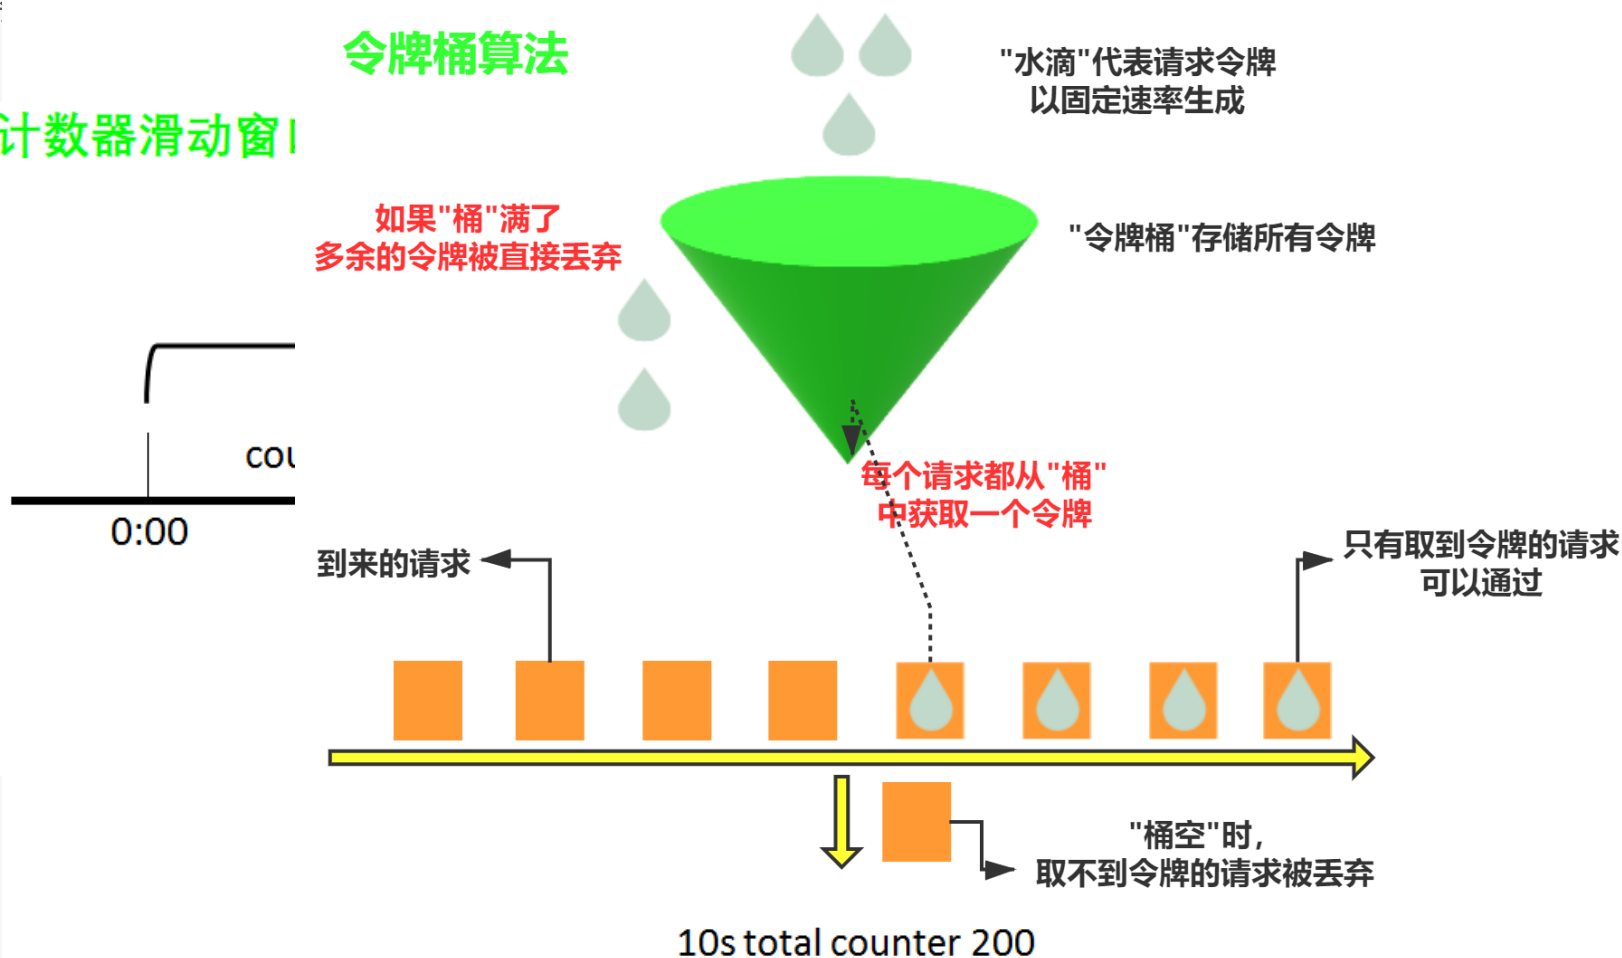 令牌桶算法
"水滴"代表请求令牌
以固定速率生成
计数器滑动窗
如果"桶"满了
多余的令牌被直接丢弃
"令牌桶"存储所有令牌
cou
0:00
每个请求都从"桶"
中获取一个令牌
到来的请求
只有取到令牌的请求
可以通过
"桶空"时,
取不到令牌的请求被丢弃
10s total counter 200